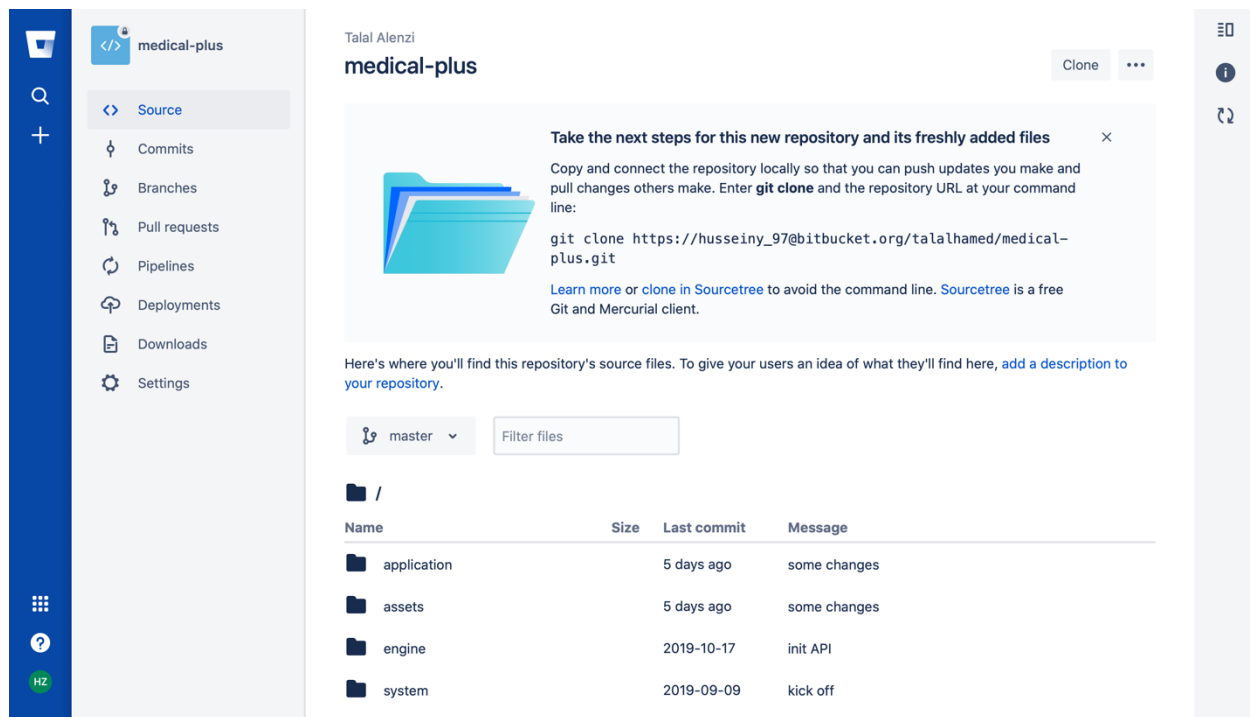 </>
medical-plus
Source
Commits
Branches
Pull requests
Pipelines
Deployments
Downloads
Settings
HZ
Talal Alenzi
medical-plus
Clone
Take the next steps for this new repository and its freshly added files
Copy and connect the repository locally so that you can push updates you make and
pull changes others make. Enter git clone and the repository URL at your command
line:
git clone https://husseiny_97@bitbucket.org/talalhamed/medical-
plus.git
Learn more or clone in Sourcetree to avoid the command line. Sourcetree is a free
Git and Mercurial client.
Here's where you'll find this repository's source files. To give your users an idea of what they'll find here, add a description to
your repository.
master
Filter files
/
Name Size Last commit Message
application 5 days ago some changes
assets 5 days ago some changes
engine 2019-10-17 init API
system 2019-09-09 kick off